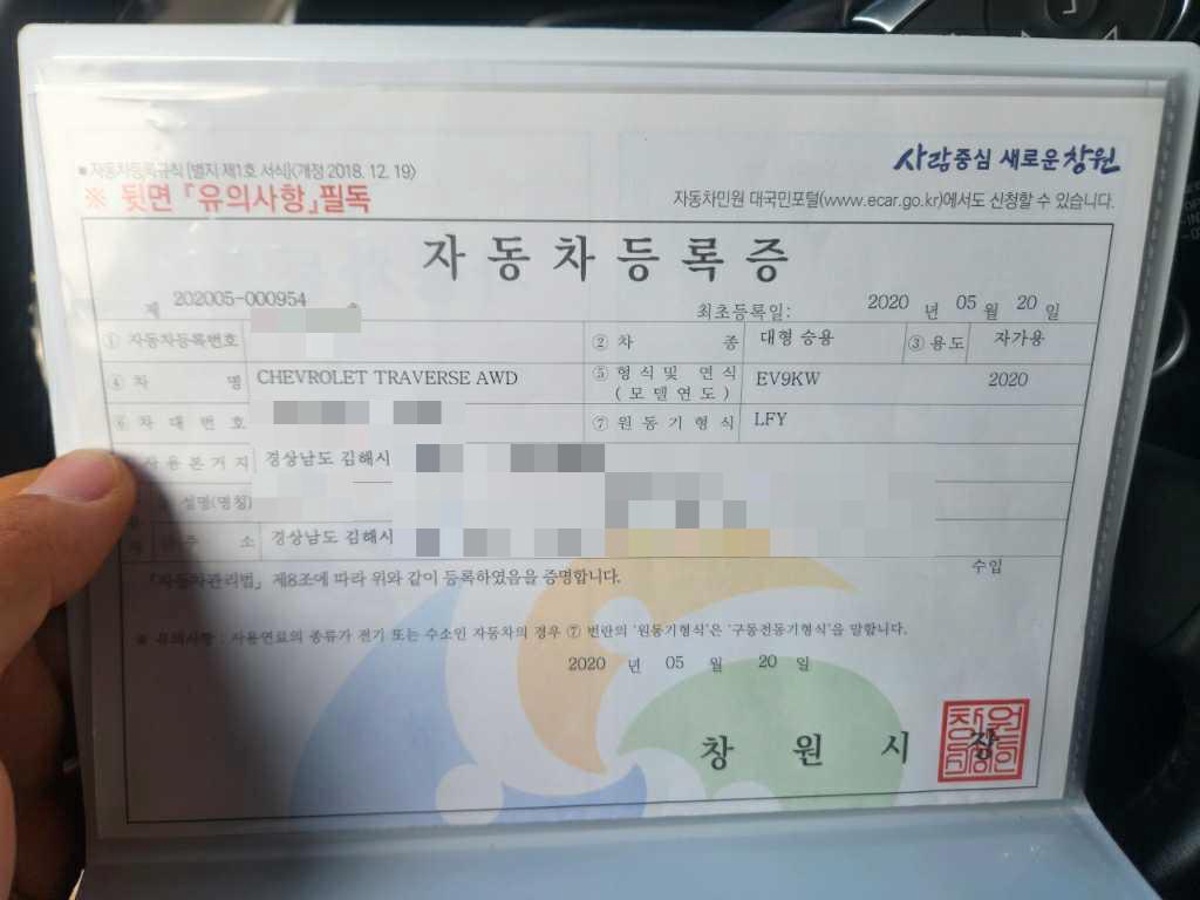 자동차등록규칙 [별지 제1호 서식]<개정 2018. 12. 19>
사람중심 새로운 창원
※ 뒷면 『유의사항』필독
자동차민원 대국민포털(www.ecar.go.kr)에서도 신청할 수 있습니다.
자동차등록증
제 202005-000954
최초등록일: 2020 년 05 월 20 일
① 자동차등록번호 ② 차 종 대형 승용 ③ 용도 자가용
④ 차 명 CHEVROLET TRAVERSE AWD ⑤ 형식 및 연식 (모델연도) EV9KW 2020
⑥ 차대번호 ⑦ 원동기형식 LFY
사용본거지 경상남도 김해시
성명(명칭)
주 소 경상남도 김해시
「자동차관리법」 제8조에 따라 위와 같이 등록하였음을 증명합니다.
수입
※ 유의사항 : 사용연료의 종류가 전기 또는 수소인 자동차의 경우 ⑦ 번란의 '원동기형식'은 '구동전동기형식'을 말합니다.
2020 년 05 월 20 일
창 원 시 장